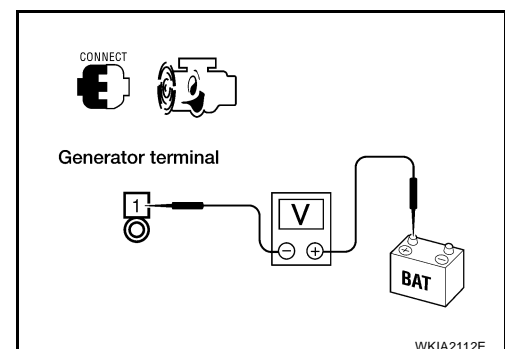 CONNECT
Generator terminal
1
V
− +
+ −
BAT
WKIA2112E